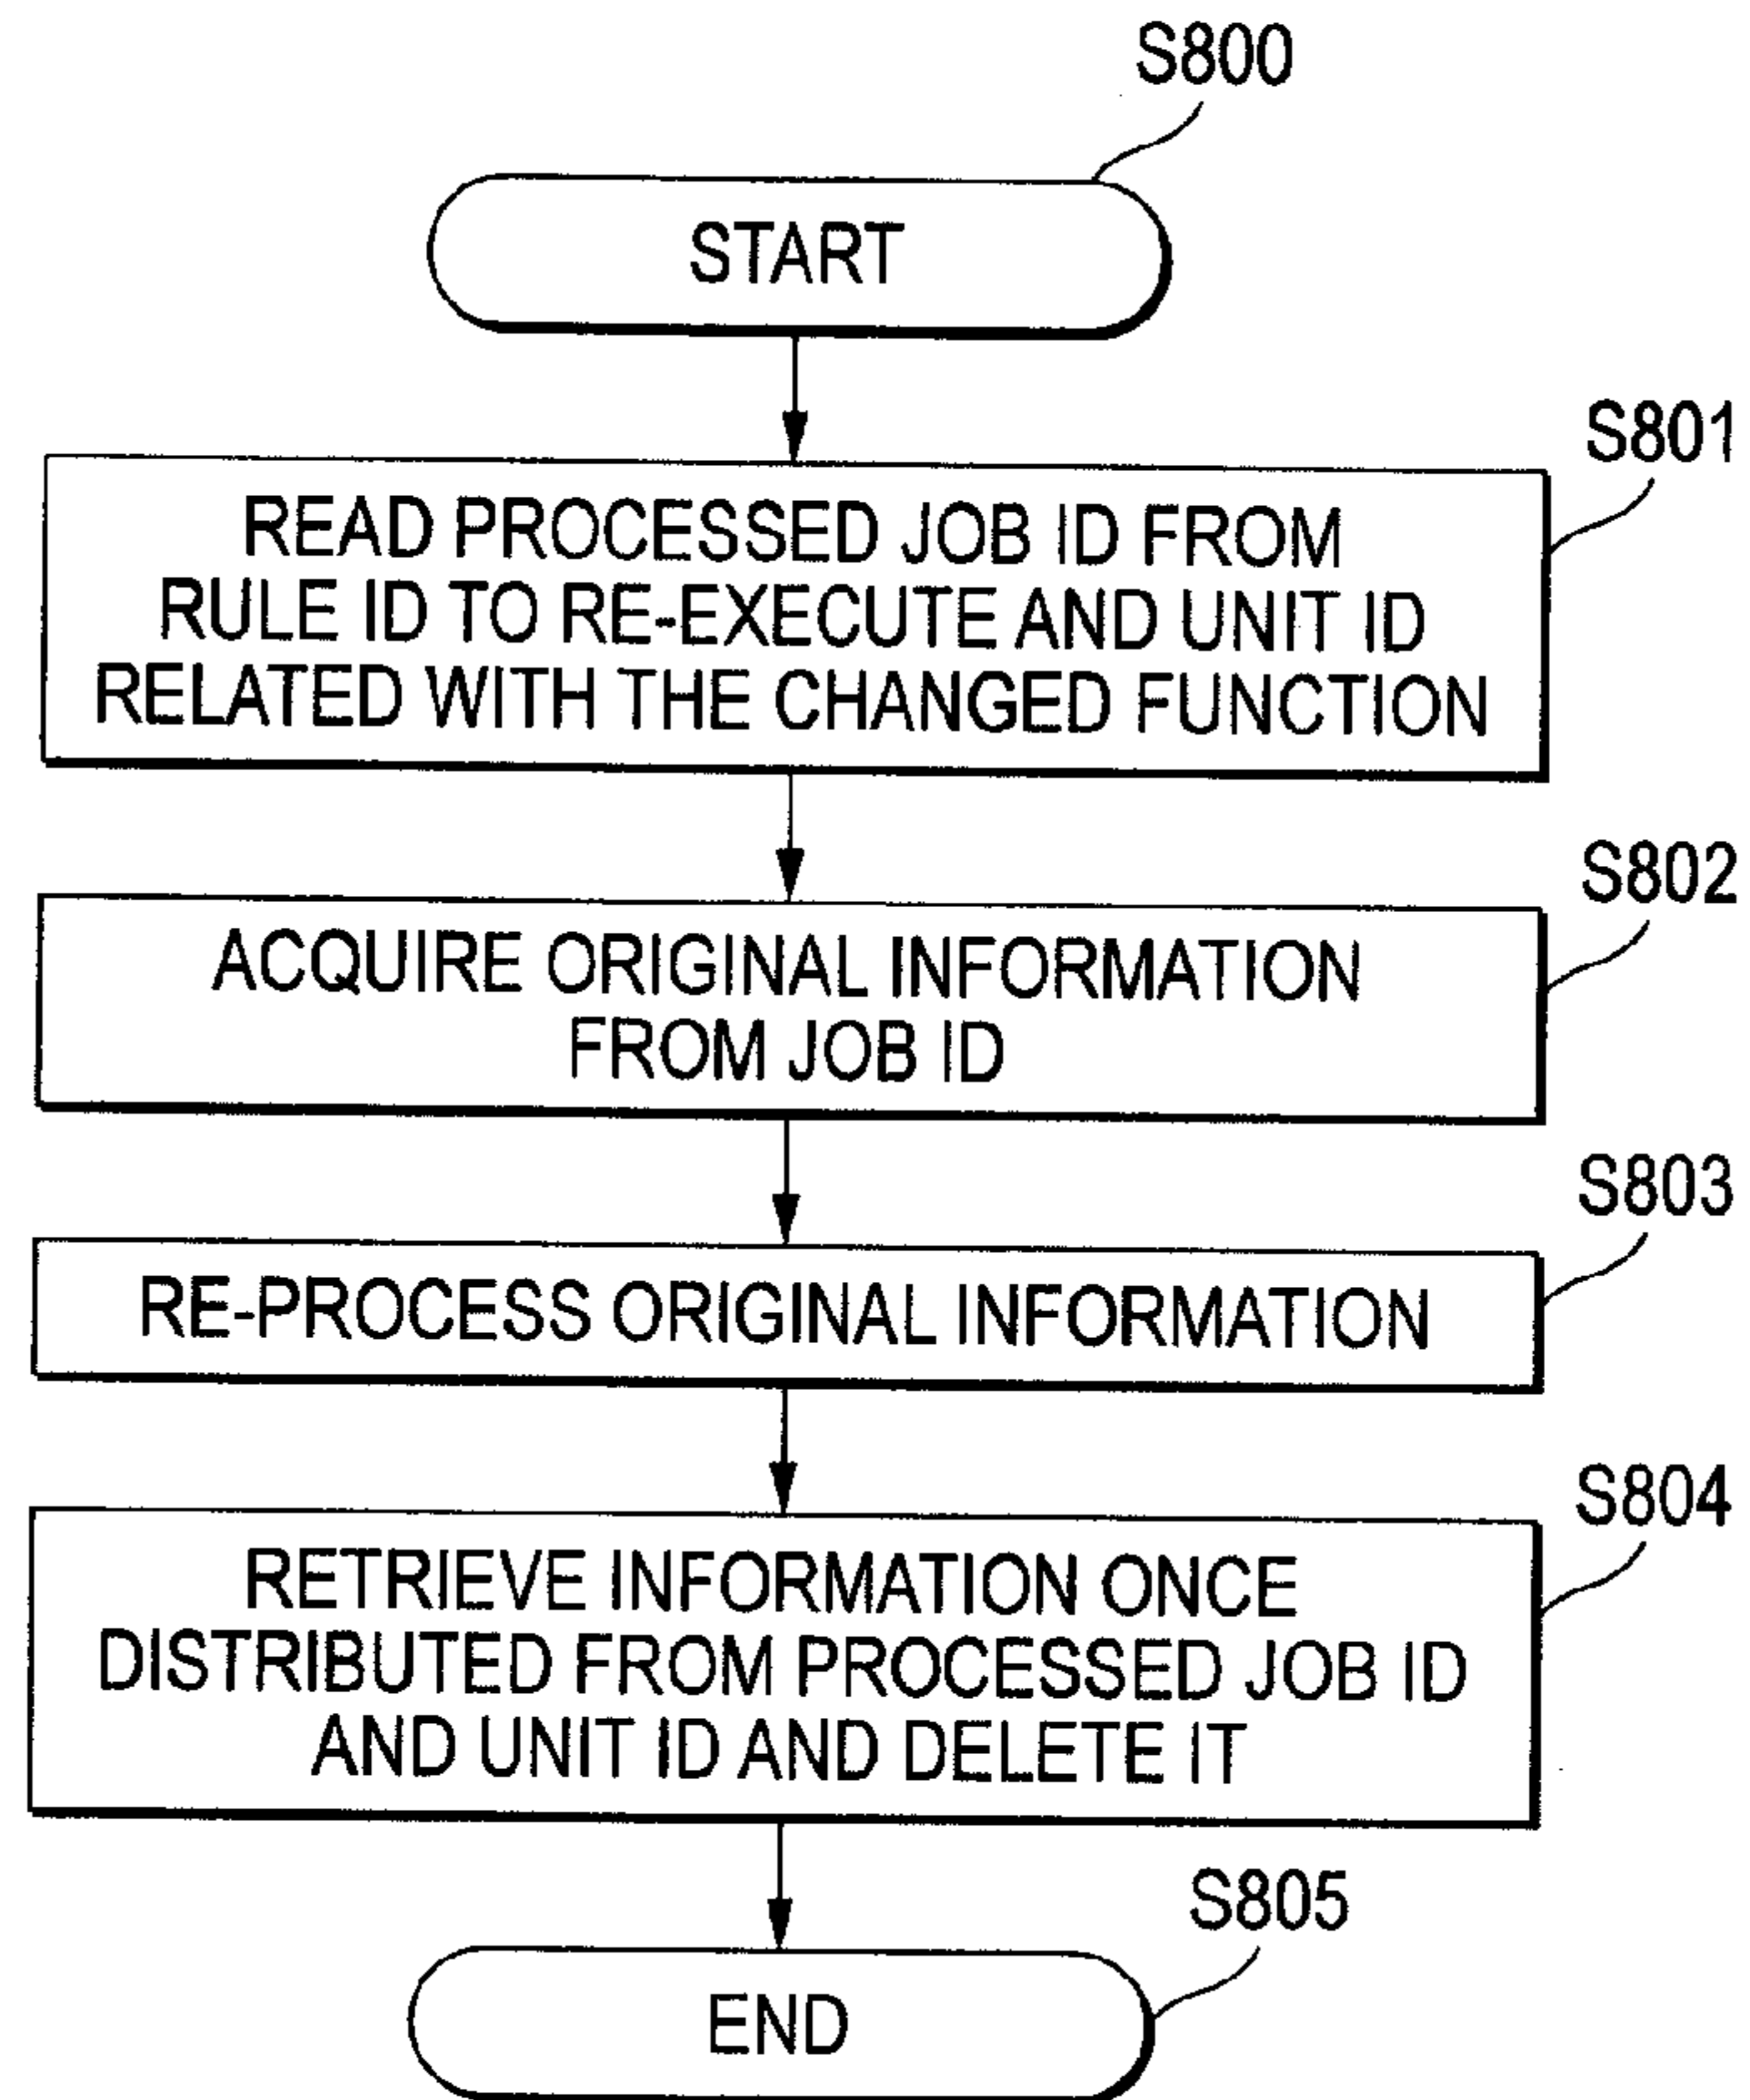 S800
START
S801
READ PROCESSED JOB ID FROM
RULE ID TO RE-EXECUTE AND UNIT ID
RELATED WITH THE CHANGED FUNCTION
S802
ACQUIRE ORIGINAL INFORMATION
FROM JOB ID
S803
RE-PROCESS ORIGINAL INFORMATION
S804
RETRIEVE INFORMATION ONCE
DISTRIBUTED FROM PROCESSED JOB ID
AND UNIT ID AND DELETE IT
S805
END